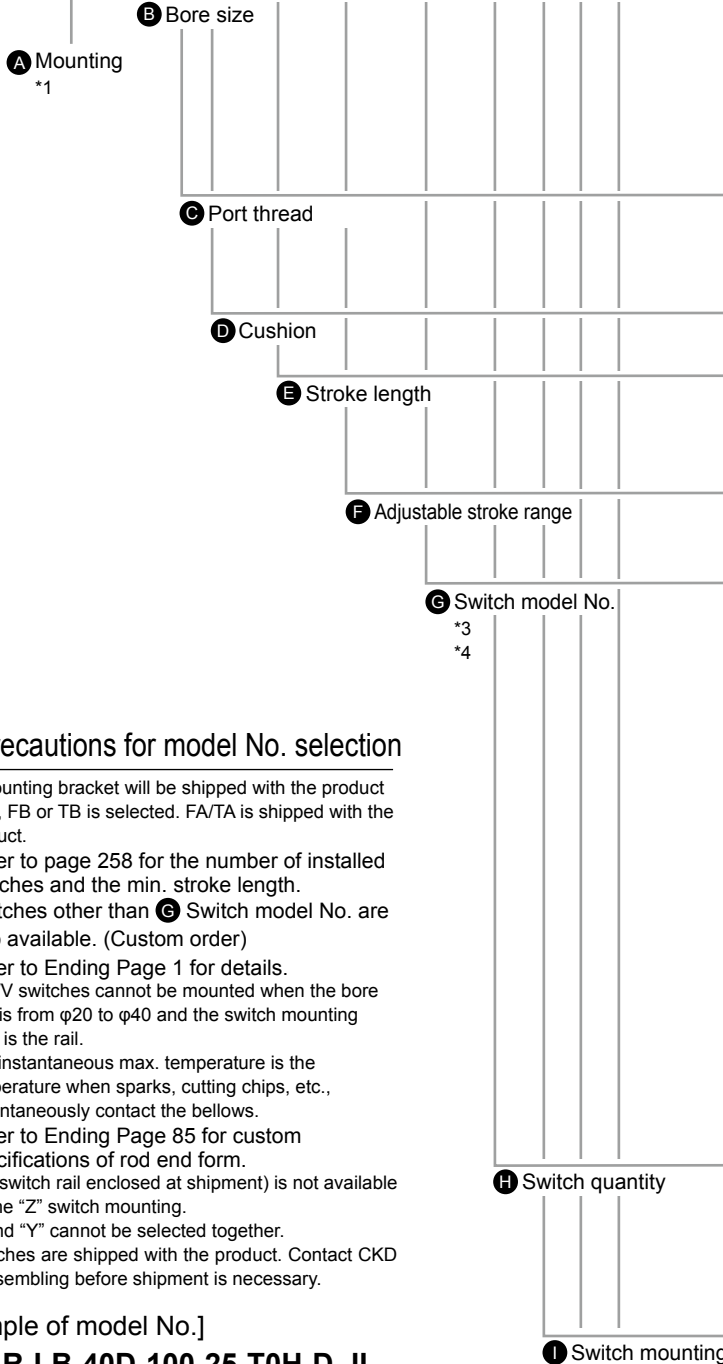 B Bore size
A Mounting
*1
C Port thread
D Cushion
E Stroke length
F Adjustable stroke range
G Switch model No.
*3
*4
recautions for model No. selection
unting bracket will be shipped with the product
, FB or TB is selected. FA/TA is shipped with the
uct.
er to page 258 for the number of installed
ches and the min. stroke length.
tches other than G Switch model No. are
o available. (Custom order)
er to Ending Page 1 for details.
V switches cannot be mounted when the bore
is from φ20 to φ40 and the switch mounting
is the rail.
instantaneous max. temperature is the
perature when sparks, cutting chips, etc.,
antaneously contact the bellows.
er to Ending Page 85 for custom
cifications of rod end form.
switch rail enclosed at shipment) is not available
ne “Z” switch mounting.
nd “Y” cannot be selected together.
ches are shipped with the product. Contact CKD
sembling before shipment is necessary.
H Switch quantity
mple of model No.]
I Switch mounting